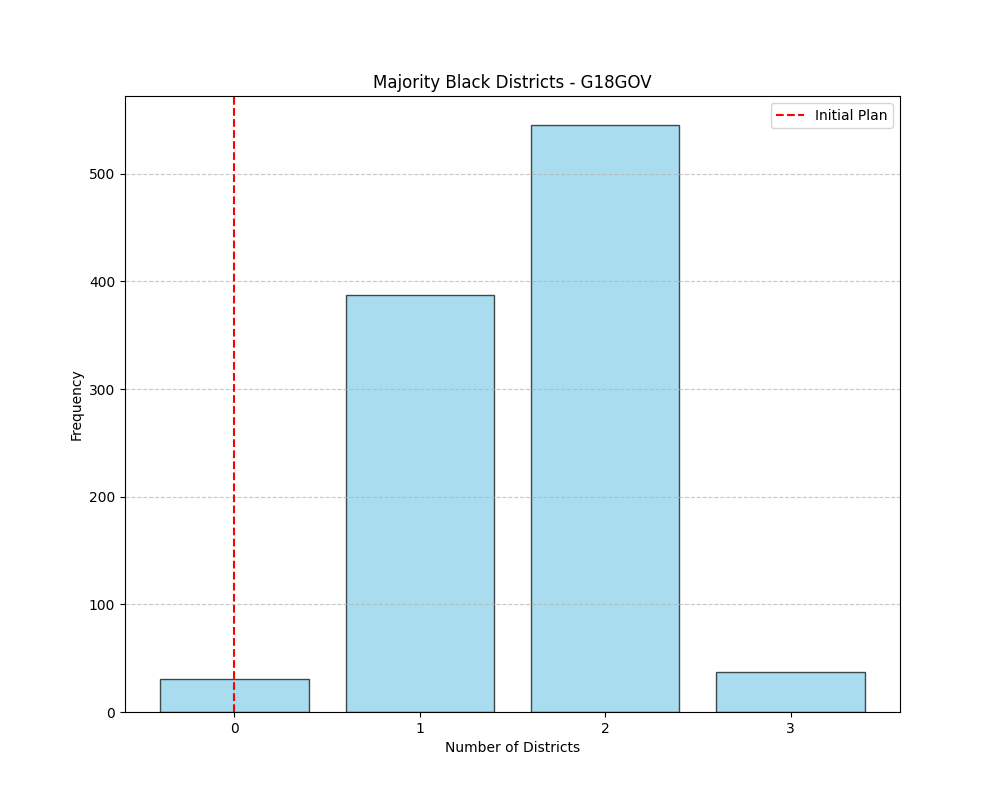 Majority Black Districts - G18GOV
Initial Plan
500
400
300
200
100
0
Frequency
0 1 2 3
Number of Districts